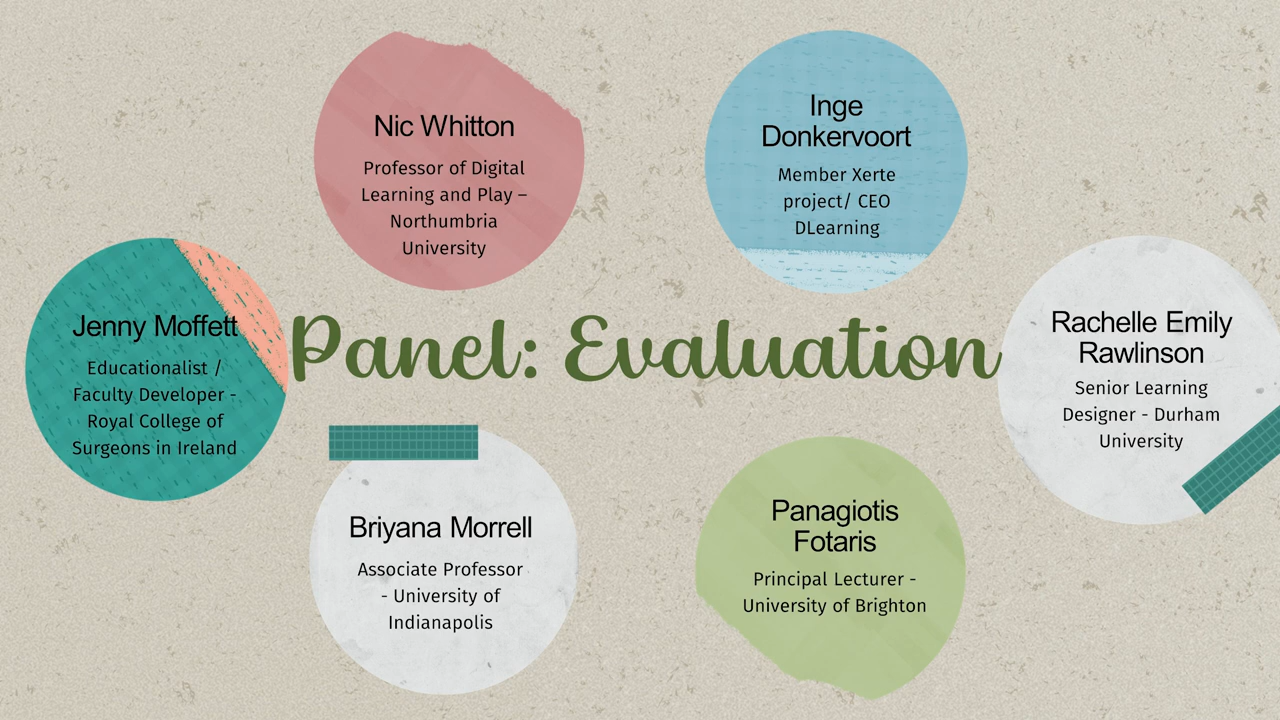 Nic Whitton
Professor of Digital
Learning and Play –
Northumbria
University
Inge
Donkervoort
Member Xerte
project/ CEO
DLearning
Jenny Moffett
Educationalist /
Faculty Developer -
Royal College of
Surgeons in Ireland
Panel: Evaluation
Rachelle Emily
Rawlinson
Senior Learning
Designer - Durham
University
Briyana Morrell
Associate Professor
- University of
Indianapolis
Panagiotis
Fotaris
Principal Lecturer -
University of Brighton